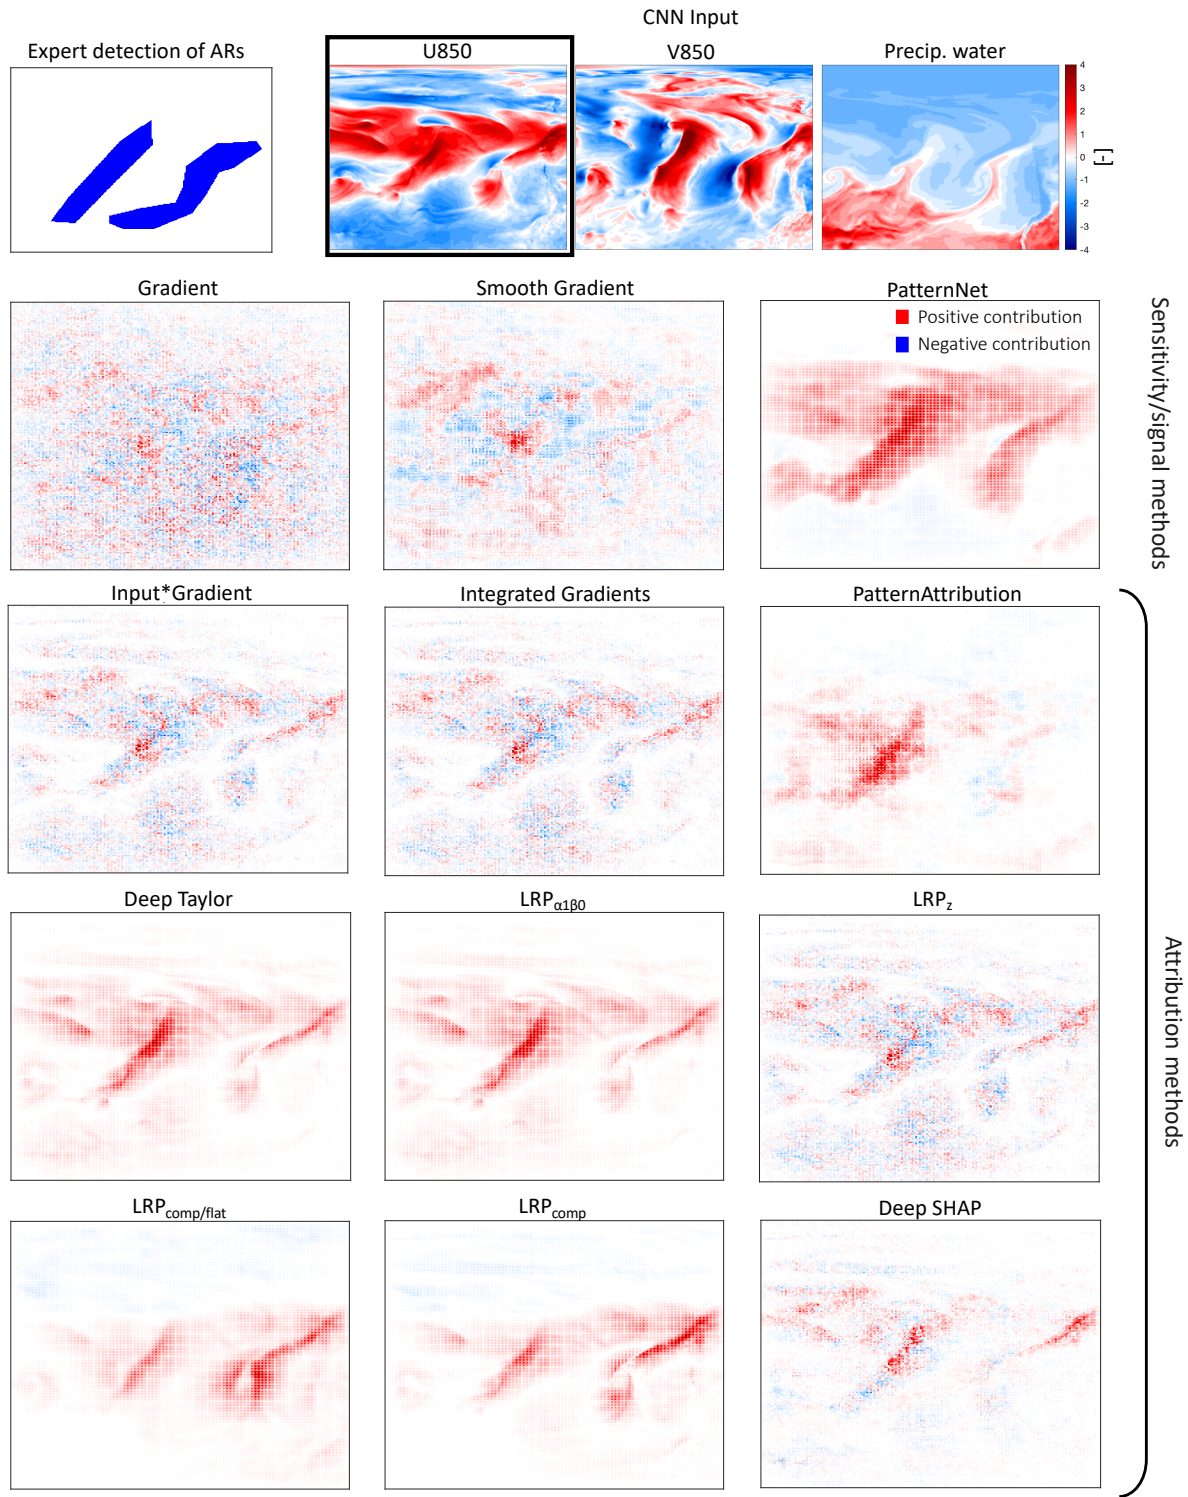 CNN Input
Expert detection of ARs
U850
V850
Precip. water
4
3
2
1
0
-1
-2
-3
-4
[-]
Gradient
Smooth Gradient
PatternNet
Positive contribution
Negative contribution
Sensitivity/signal methods
Input*Gradient
Integrated Gradients
PatternAttribution
Deep Taylor
LRPα1β0
LRPz
Attribution methods
LRPcomp/flat
LRPcomp
Deep SHAP